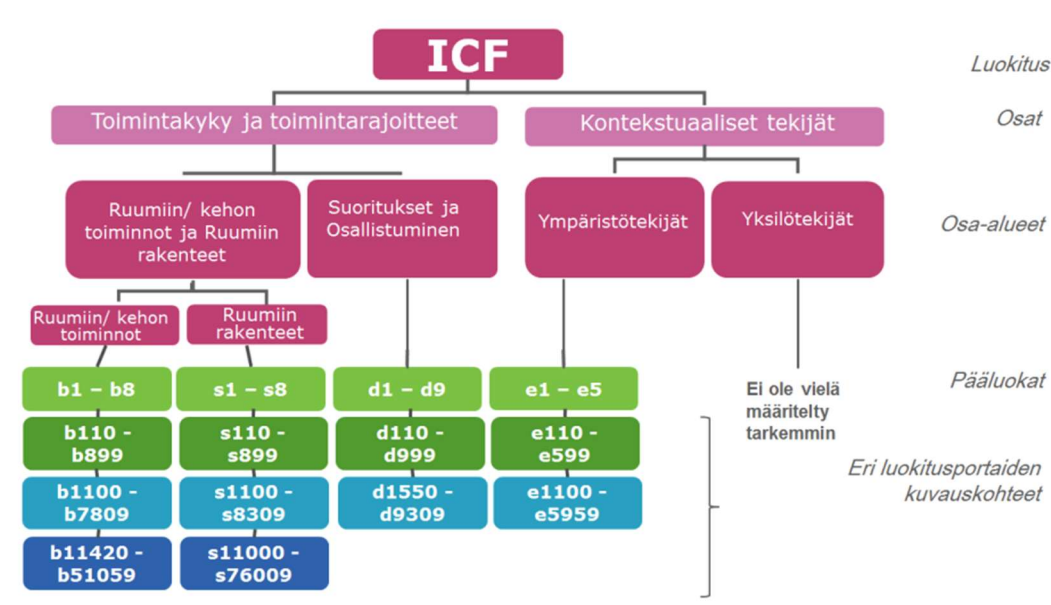 ICF
Luokitus
Toimintakyky ja toimintarajoitteet
Kontekstuaaliset tekijät
Osat
Ruumiin/ kehon
toiminnot ja Ruumiin
rakenteet
Suoritukset ja
Osallistuminen
Ympäristötekijät
Yksilötekijät
Osa-alueet
Ruumiin/ kehon
toiminnot
Ruumiin
rakenteet
b1 – b8
s1 – s8
d1 – d9
e1 – e5
Ei ole vielä
määritelty
tarkemmin
Pääluokat
b110 -
b899
s110 -
s899
d110 -
d999
e110 -
e599
Eri luokitusportaiden
kuvauskohteet
b1100 -
b7809
s1100 -
s8309
d1550 -
d9309
e1100 -
e5959
b11420 -
b51059
s11000 -
s76009